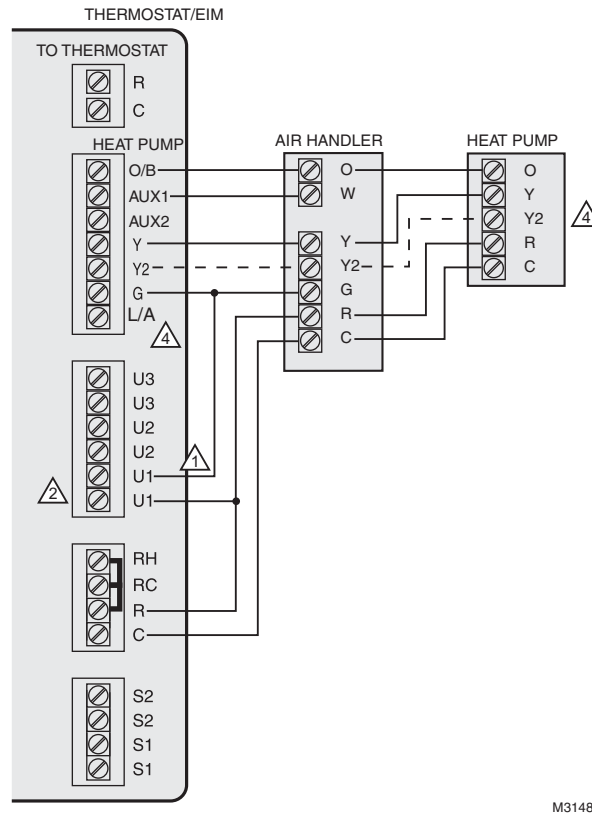 THERMOSTAT/EIM
TO THERMOSTAT
R
C
HEAT PUMP
O/B
AUX1
AUX2
Y
Y2
G
L/A
4
U3
U3
U2
U2
U1
U1
1
2
RH
RC
R
C
S2
S2
S1
S1
AIR HANDLER
O
W
Y
Y2
G
R
C
HEAT PUMP
O
Y
Y2
R
C
4
M3148